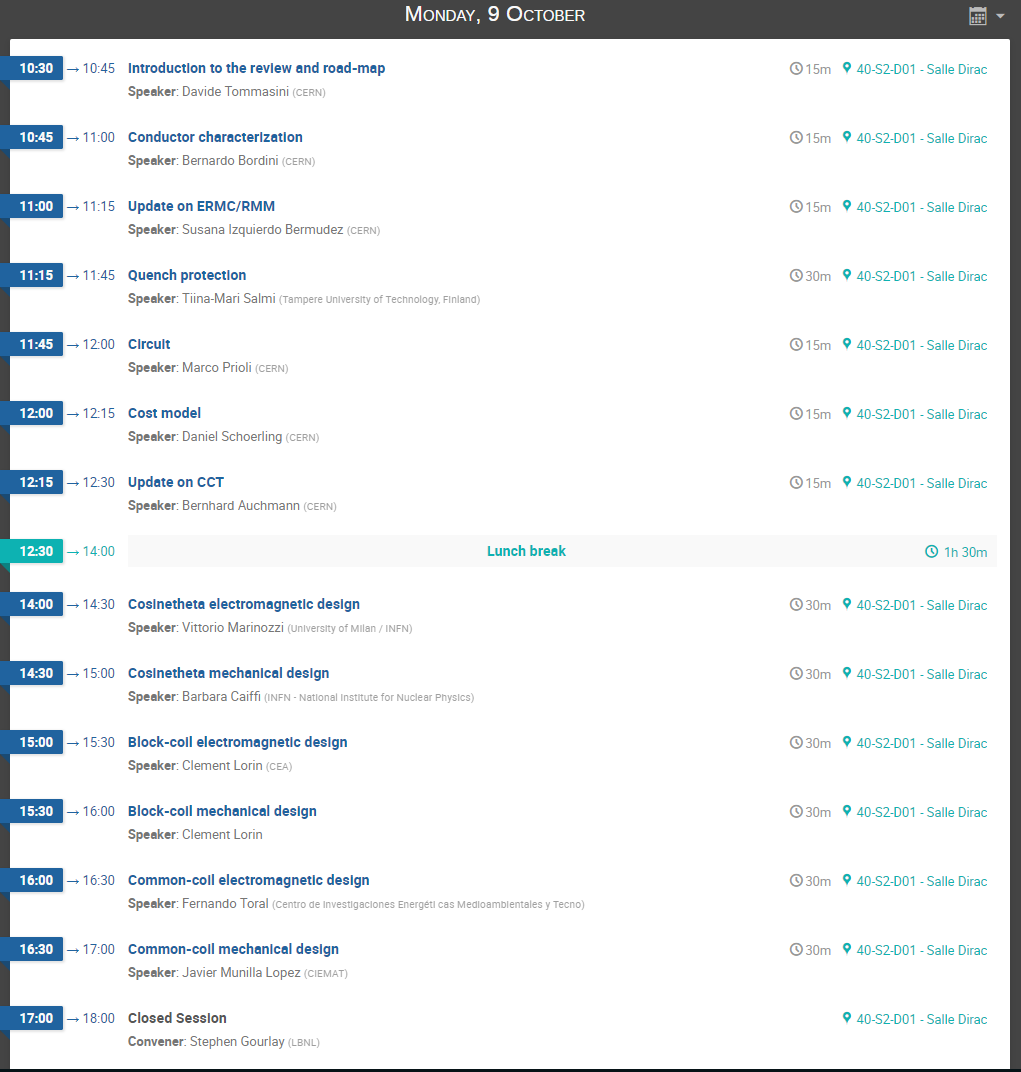 Monday, 9 October
10:30 → 10:45 Introduction to the review and road-map 15m 40-S2-D01 - Salle Dirac
Speaker: Davide Tommasini (CERN)
10:45 → 11:00 Conductor characterization 15m 40-S2-D01 - Salle Dirac
Speaker: Bernardo Bordini (CERN)
11:00 → 11:15 Update on ERMC/RMM 15m 40-S2-D01 - Salle Dirac
Speaker: Susana Izquierdo Bermudez (CERN)
11:15 → 11:45 Quench protection 30m 40-S2-D01 - Salle Dirac
Speaker: Tiina-Mari Salmi (Tampere University of Technology, Finland)
11:45 → 12:00 Circuit 15m 40-S2-D01 - Salle Dirac
Speaker: Marco Prioli (CERN)
12:00 → 12:15 Cost model 15m 40-S2-D01 - Salle Dirac
Speaker: Daniel Schoerling (CERN)
12:15 → 12:30 Update on CCT 15m 40-S2-D01 - Salle Dirac
Speaker: Bernhard Auchmann (CERN)
12:30 → 14:00 Lunch break 1h 30m
14:00 → 14:30 Cosinetheta electromagnetic design 30m 40-S2-D01 - Salle Dirac
Speaker: Vittorio Marinozzi (University of Milan / INFN)
14:30 → 15:00 Cosinetheta mechanical design 30m 40-S2-D01 - Salle Dirac
Speaker: Barbara Caiffi (INFN - National Institute for Nuclear Physics)
15:00 → 15:30 Block-coil electromagnetic design 30m 40-S2-D01 - Salle Dirac
Speaker: Clement Lorin (CEA)
15:30 → 16:00 Block-coil mechanical design 30m 40-S2-D01 - Salle Dirac
Speaker: Clement Lorin
16:00 → 16:30 Common-coil electromagnetic design 30m 40-S2-D01 - Salle Dirac
Speaker: Fernando Toral (Centro de Investigaciones Energéti cas Medioambientales y Tecno)
16:30 → 17:00 Common-coil mechanical design 30m 40-S2-D01 - Salle Dirac
Speaker: Javier Munilla Lopez (CIEMAT)
17:00 → 18:00 Closed Session 40-S2-D01 - Salle Dirac
Convener: Stephen Gourlay (LBNL)